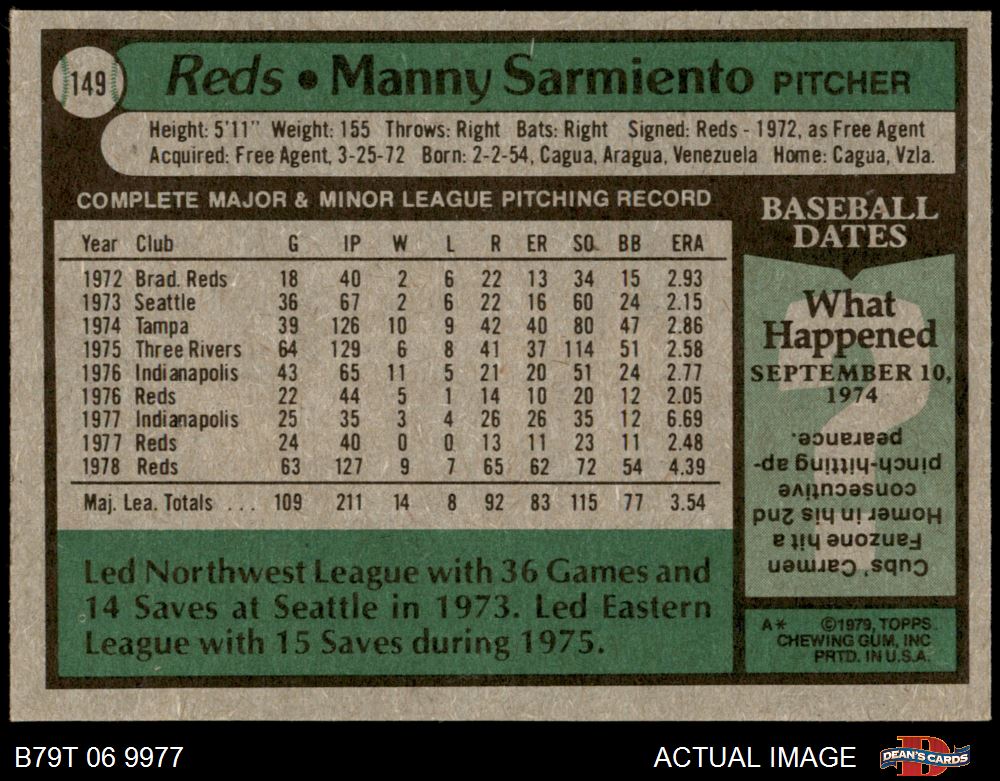 149
Reds • Manny Sarmiento PITCHER
Height: 5'11" Weight: 155 Throws: Right Bats: Right Signed: Reds - 1972, as Free Agent
Acquired: Free Agent, 3-25-72 Born: 2-2-54, Cagua, Aragua, Venezuela Home: Cagua, Vzla.
COMPLETE MAJOR & MINOR LEAGUE PITCHING RECORD
Year Club G IP W L R ER SO BB ERA
1972 Brad. Reds 18 40 2 6 22 13 34 15 2.93
1973 Seattle 36 67 2 6 22 16 60 24 2.15
1974 Tampa 39 126 10 9 42 40 80 47 2.86
1975 Three Rivers 64 129 6 8 41 37 114 51 2.58
1976 Indianapolis 43 65 11 5 21 20 51 24 2.77
1976 Reds 22 44 5 1 14 10 20 12 2.05
1977 Indianapolis 25 35 3 4 26 26 35 12 6.69
1977 Reds 24 40 0 0 13 11 23 11 2.48
1978 Reds 63 127 9 7 65 62 72 54 4.39
Maj. Lea. Totals ... 109 211 14 8 92 83 115 77 3.54
Led Northwest League with 36 Games and
14 Saves at Seattle in 1973. Led Eastern
League with 15 Saves during 1975.
BASEBALL
DATES
What
Happened
SEPTEMBER 10,
1974
Cubs' Carmen
Fanzone hit a
Homer in his 2nd
consecutive
pinch-hitting ap-
pearance.
A* ©1979, TOPPS
CHEWING GUM, INC
PRTD. IN U.S.A.
B79T 06 9977
ACTUAL IMAGE
DEAN'S CARDS